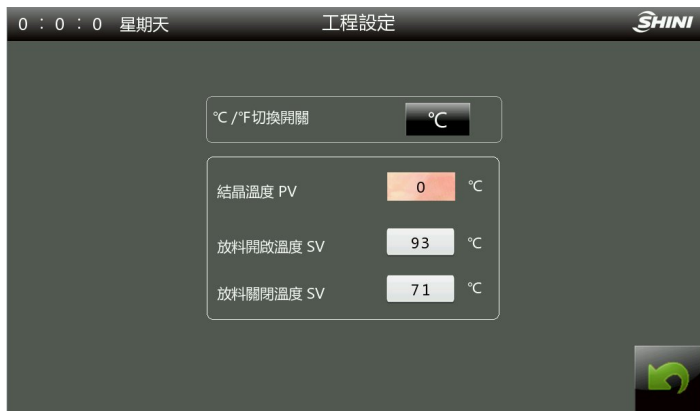 0 : 0 : 0 星期天 工程設定 SHINI
℃ /℉切換開關 ℃
結晶溫度 PV 0 ℃
放料開啟溫度 SV 93 ℃
放料關閉溫度 SV 71 ℃